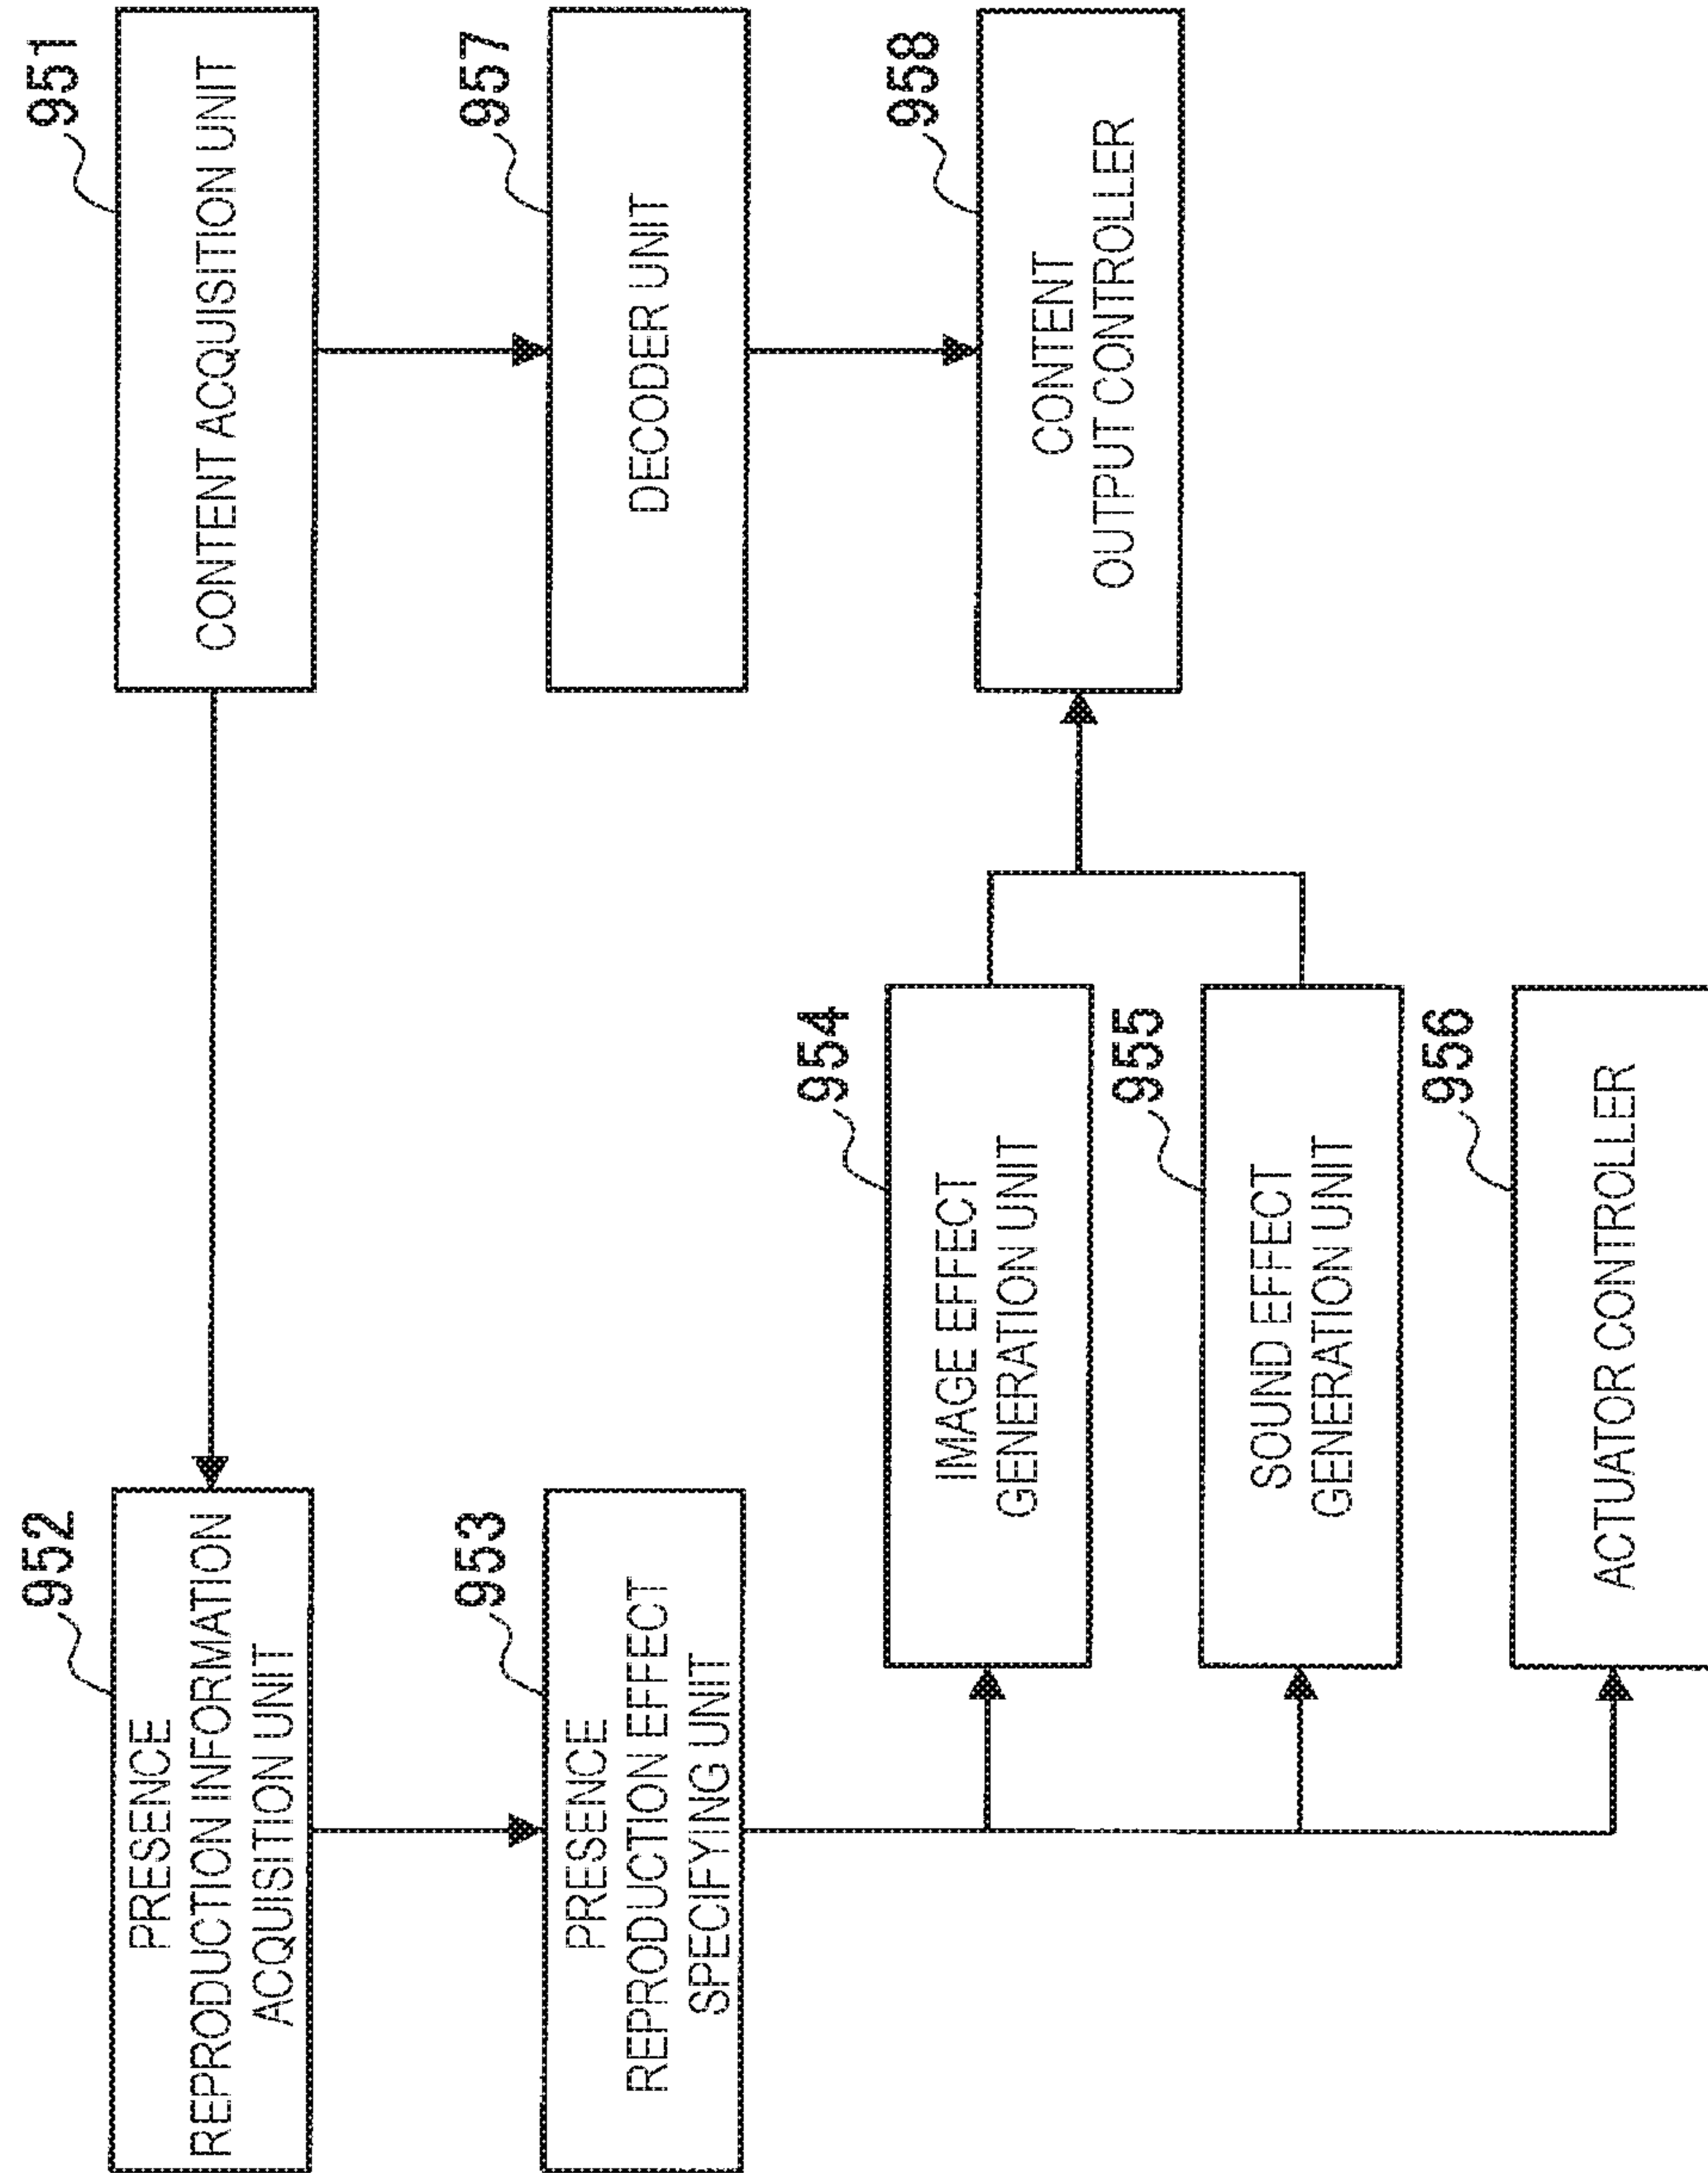 951
CONTENT ACQUISITION UNIT
957
DECODER UNIT
958
CONTENT
OUTPUT CONTROLLER
952
PRESENCE
REPRODUCTION INFORMATION
ACQUISITION UNIT
953
PRESENCE
REPRODUCTION EFFECT
SPECIFYING UNIT
954
IMAGE EFFECT
GENERATION UNIT
955
SOUND EFFECT
GENERATION UNIT
956
ACTUATOR CONTROLLER